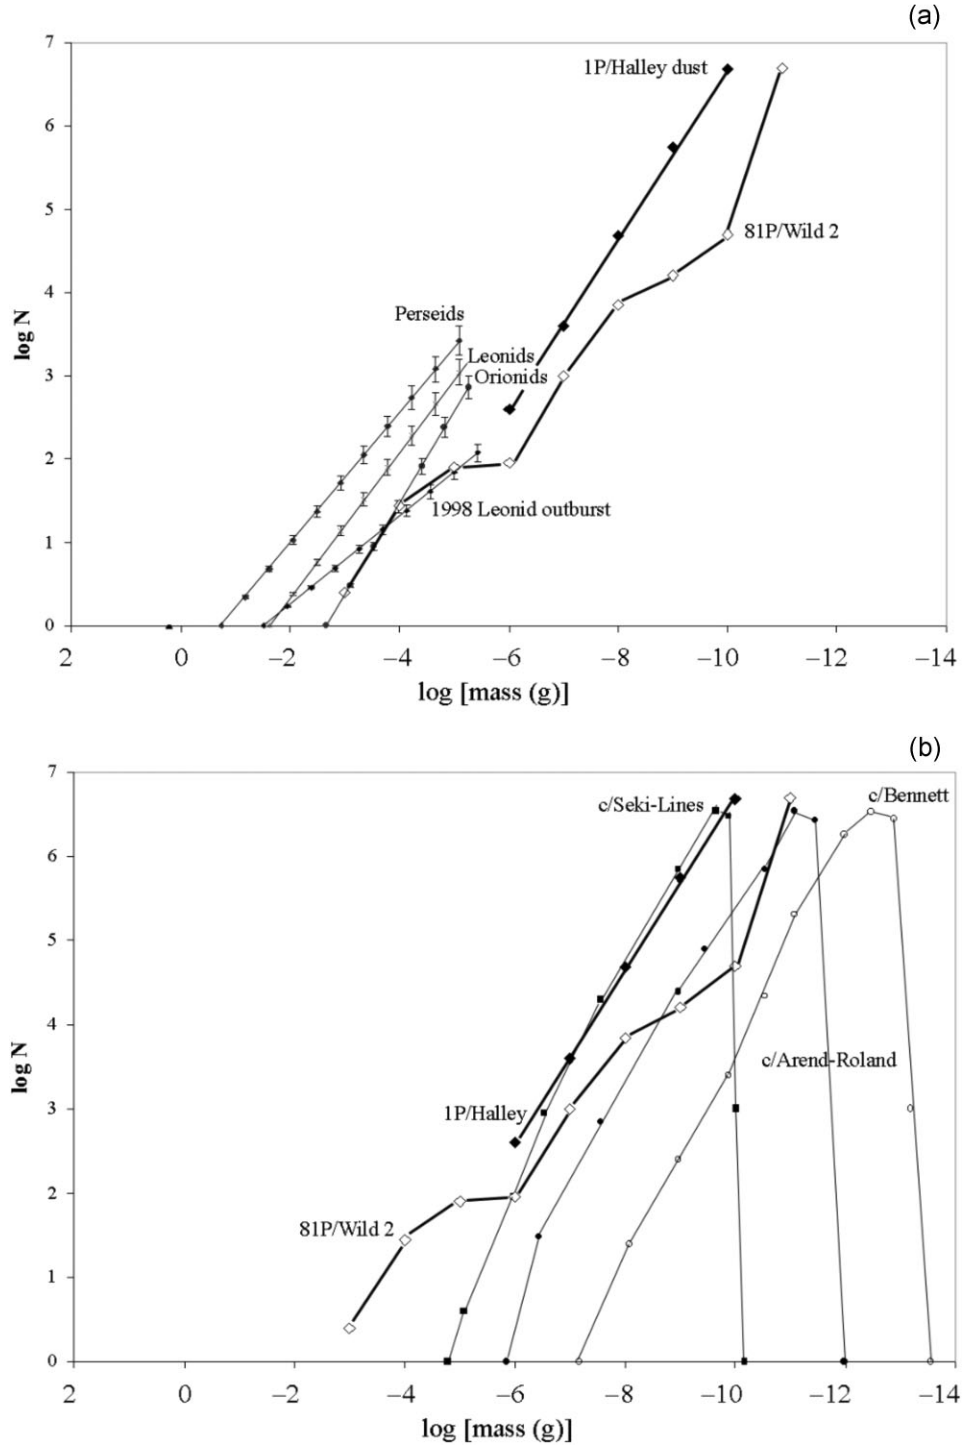 (a)
7
1P/Halley dust
6
5
81P/Wild 2
4
Perseids
log N
Leonids
3
Orionids
2
1998 Leonid outburst
1
0
2 0 −2 −4 −6 −8 −10 −12 −14
log [mass (g)]
(b)
7
c/Seki-Lines
c/Bennett
6
5
4
c/Arend-Roland
log N
3
1P/Halley
2
81P/Wild 2
1
0
2 0 −2 −4 −6 −8 −10 −12 −14
log [mass (g)]